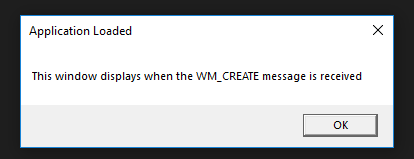 Application Loaded
This window displays when the WM_CREATE message is received
OK